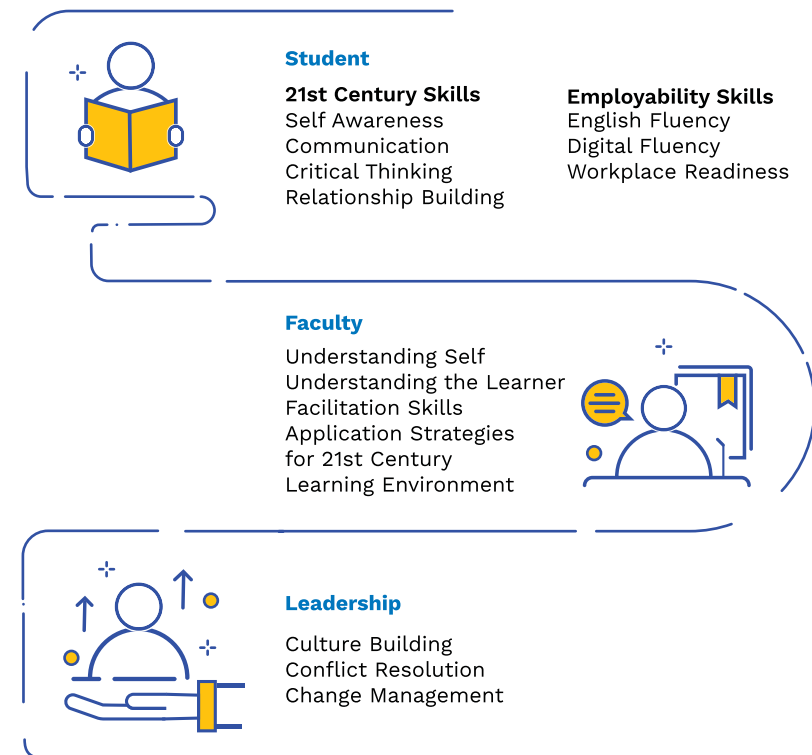 Student
21st Century Skills
Self Awareness
Communication
Critical Thinking
Relationship Building
Employability Skills
English Fluency
Digital Fluency
Workplace Readiness
Faculty
Understanding Self
Understanding the Learner
Facilitation Skills
Application Strategies
for 21st Century
Learning Environment
Leadership
Culture Building
Conflict Resolution
Change Management